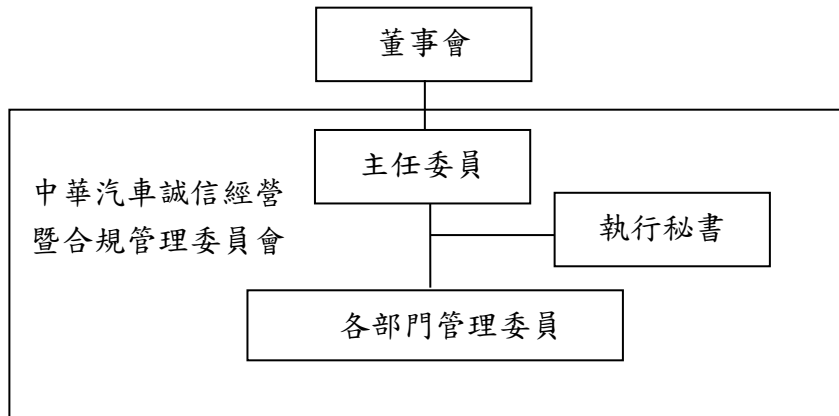 董事會
主任委員
中華汽車誠信經營
暨合規管理委員會
執行秘書
各部門管理委員